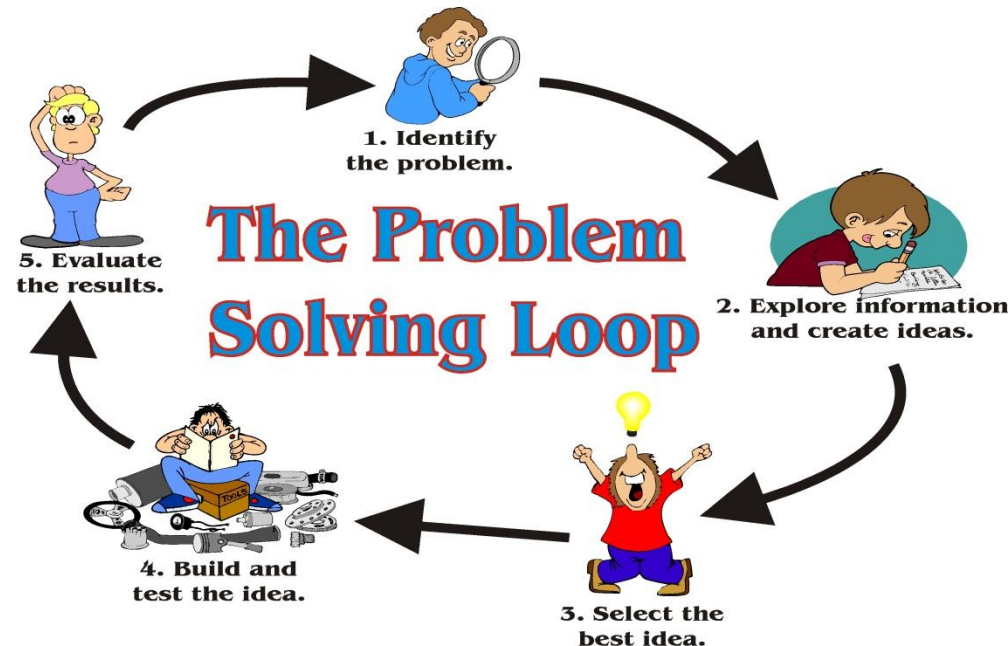 The Problem
Solving Loop
1. Identify
the problem.
2. Explore information
and create ideas.
3. Select the
best idea.
4. Build and
test the idea.
TOOLS
5. Evaluate
the results.